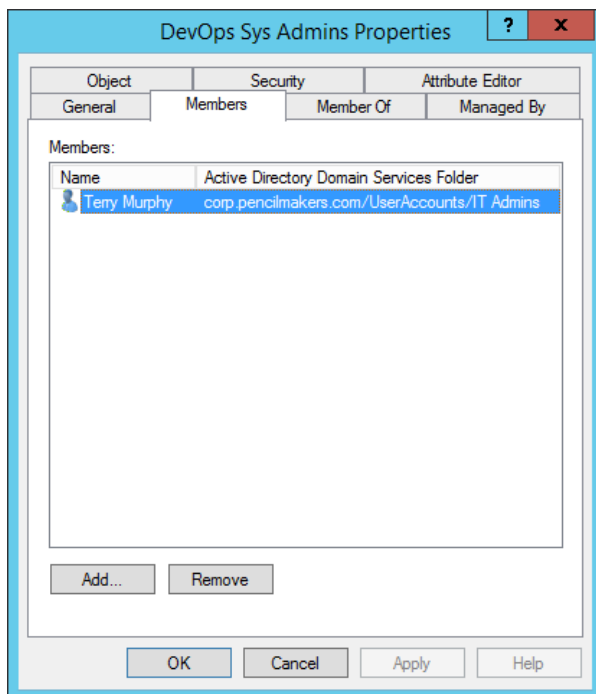 DevOps Sys Admins Properties ? x
Object Security Attribute Editor
General Members Member Of Managed By
Members:
Name Active Directory Domain Services Folder
Terry Murphy corp.pencilmakers.com/UserAccounts/IT Admins
Add... Remove
OK Cancel Apply Help